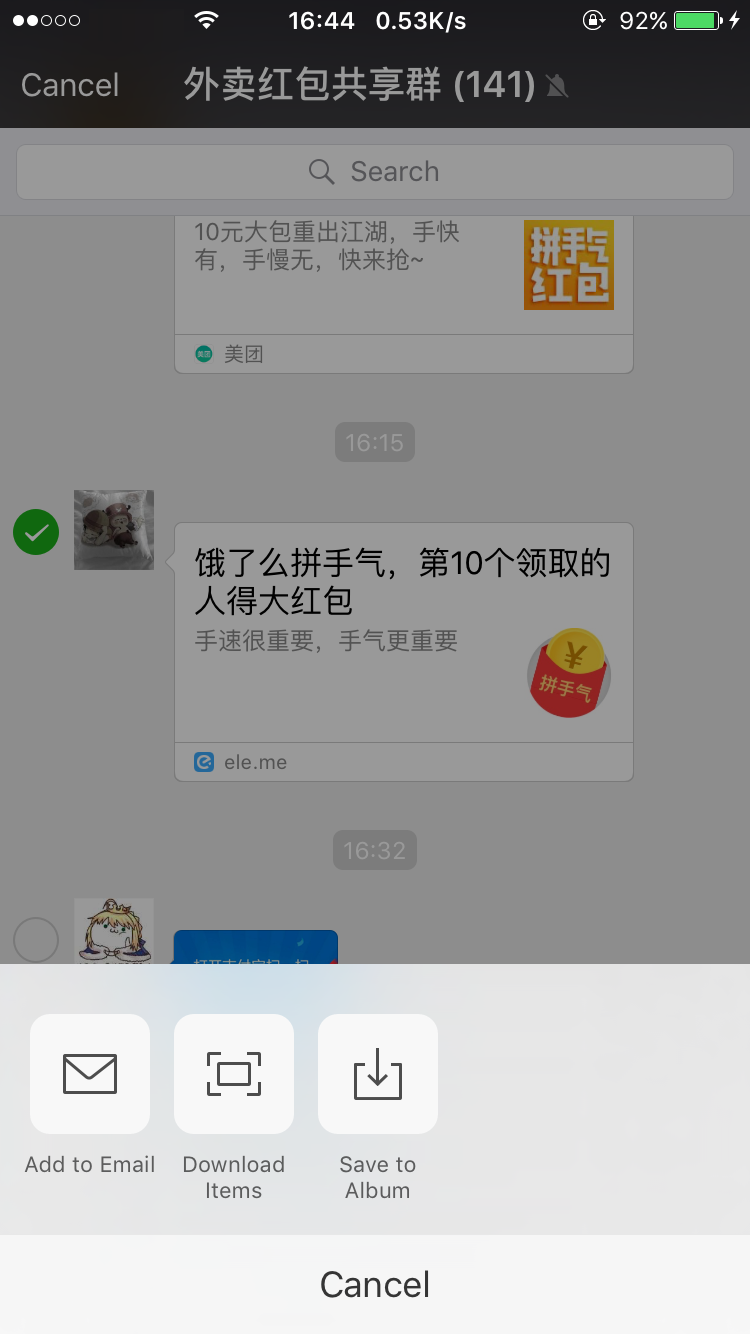 16:44 0.53K/s 92%
Cancel 外卖红包共享群 (141)
Search
10元大包重出江湖，手快
有，手慢无，快来抢~
拼手气
红包
美团 美团
16:15
饿了么拼手气，第10个领取的
人得大红包
手速很重要，手气更重要
¥
拼手气
ele.me
16:32
Add to Email
Download
Items
Save to
Album
Cancel